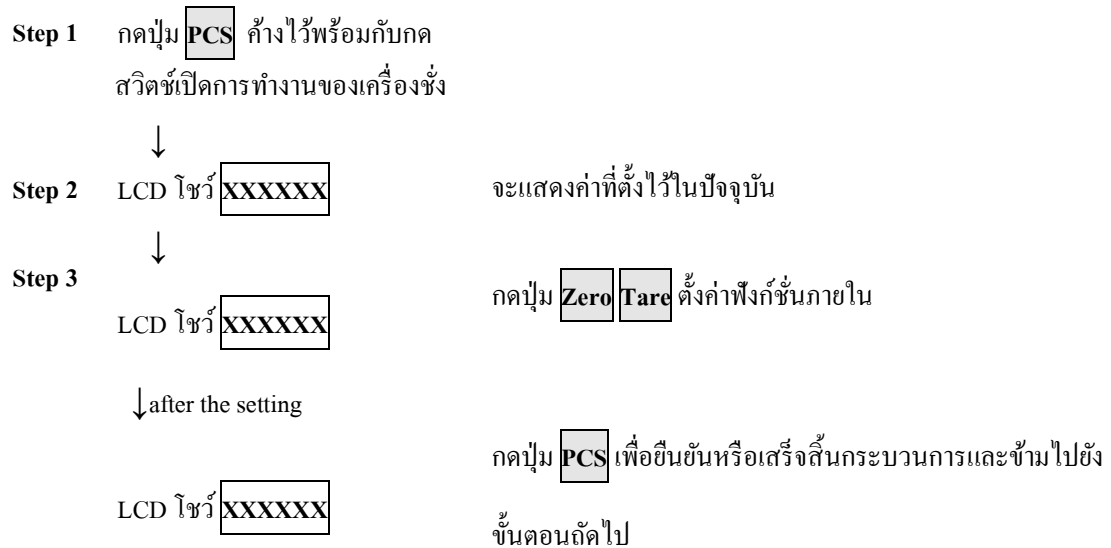 Step 1 กดปุ่ม PCS ค้างไว้พร้อมกับกด
สวิตช์เปิดการทำงานของเครื่องชั่ง
↓
Step 2 LCD โชว์ XXXXXX จะแสดงค่าที่ตั้งไว้ในปัจจุบัน
↓
Step 3
กดปุ่ม Zero Tare ตั้งค่าฟังก์ชั่นภายใน
LCD โชว์ XXXXXX
↓after the setting
กดปุ่ม PCS เพื่อยืนยันหรือเสร็จสิ้นกระบวนการและข้ามไปยัง
LCD โชว์ XXXXXX
ขั้นตอนถัดไป